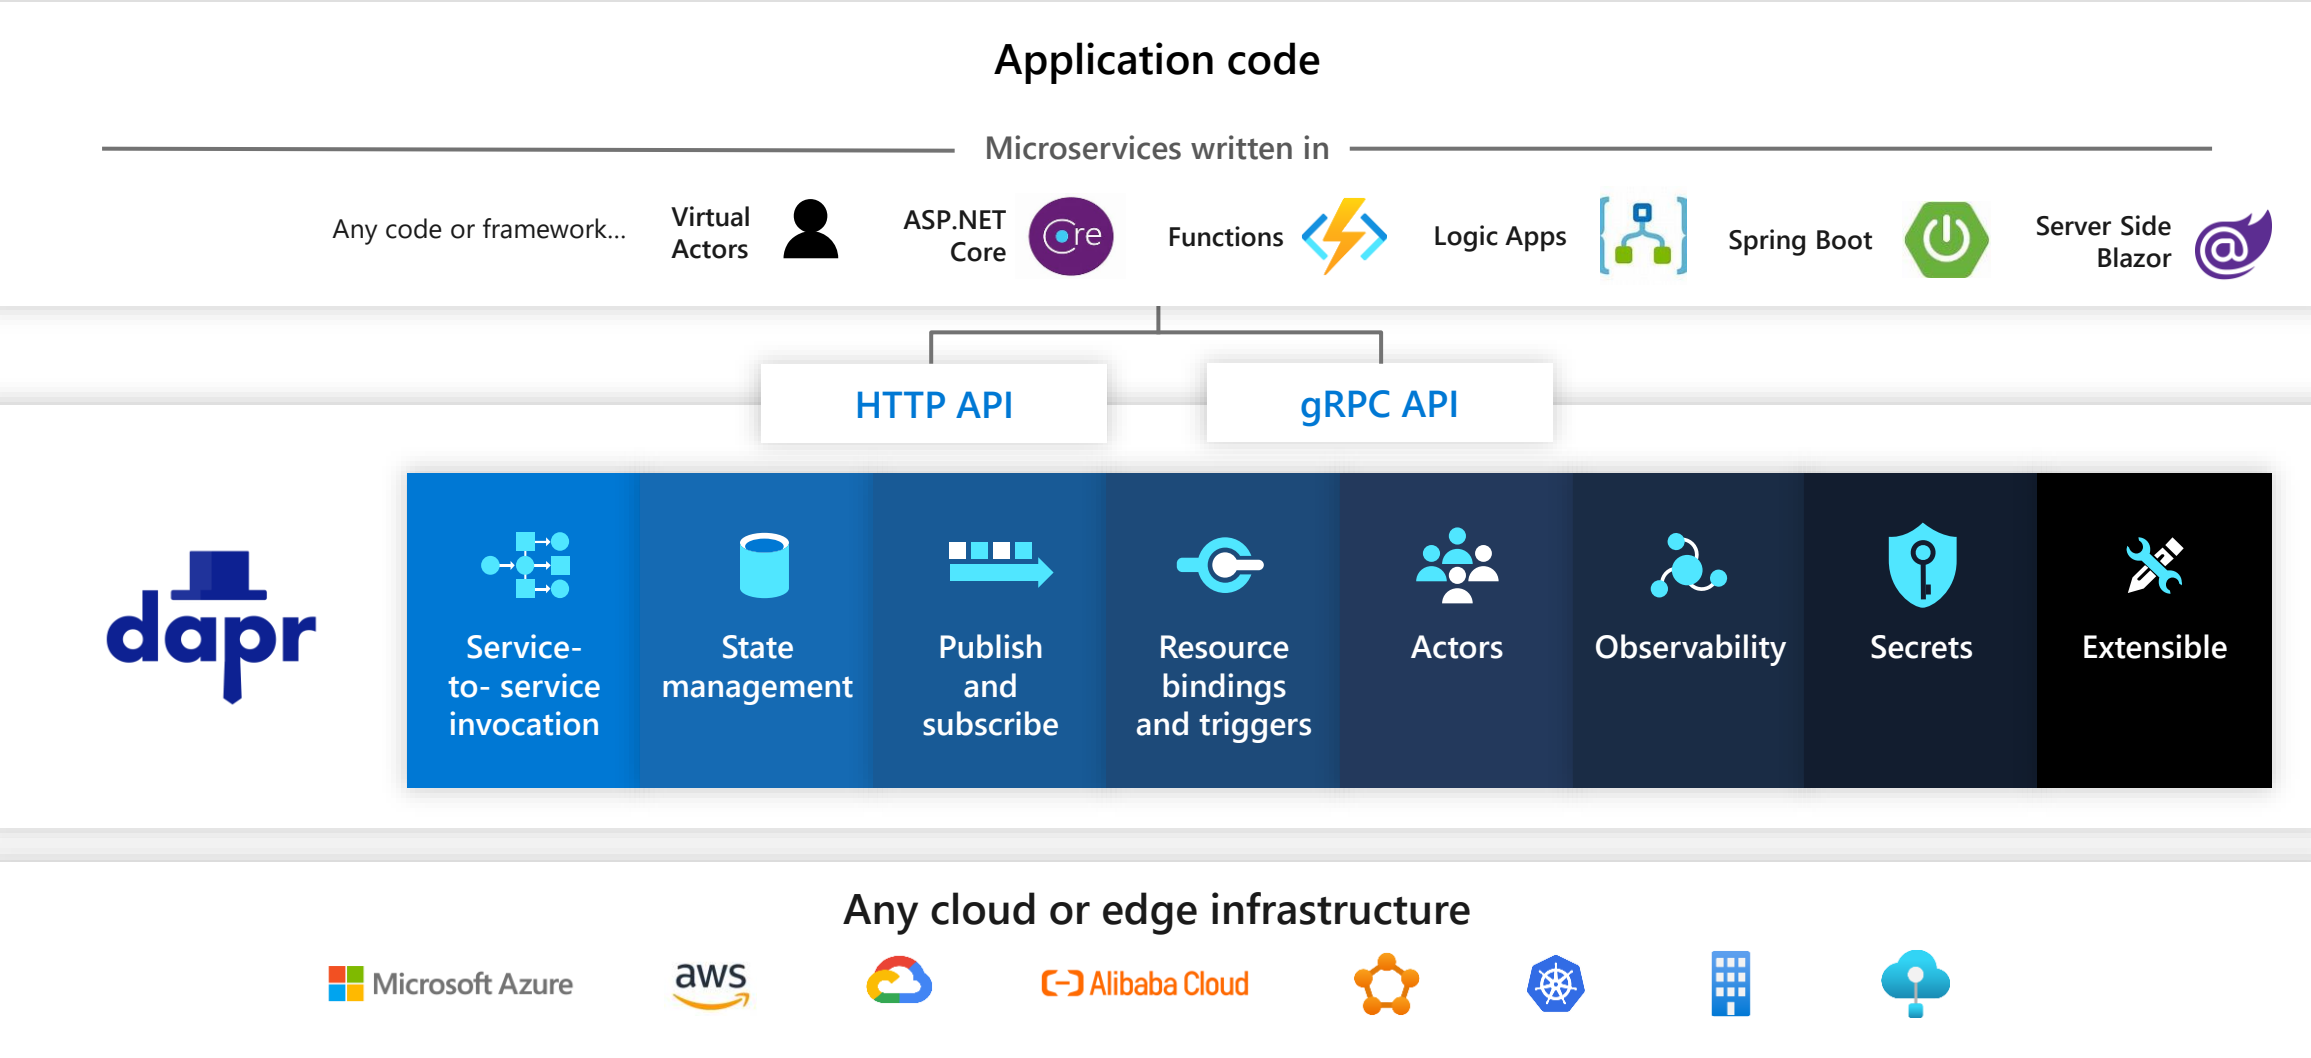 Application code
Microservices written in
Any code or framework...
Virtual
Actors
ASP.NET
Core
Core
Functions
Logic Apps
Spring Boot
Server Side
Blazor
@
HTTP API
gRPC API
dapr
Service-
to- service
invocation
State
management
Publish
and
subscribe
Resource
bindings
and triggers
Actors
Observability
Secrets
Extensible
Any cloud or edge infrastructure
Microsoft Azure
aws
Alibaba Cloud